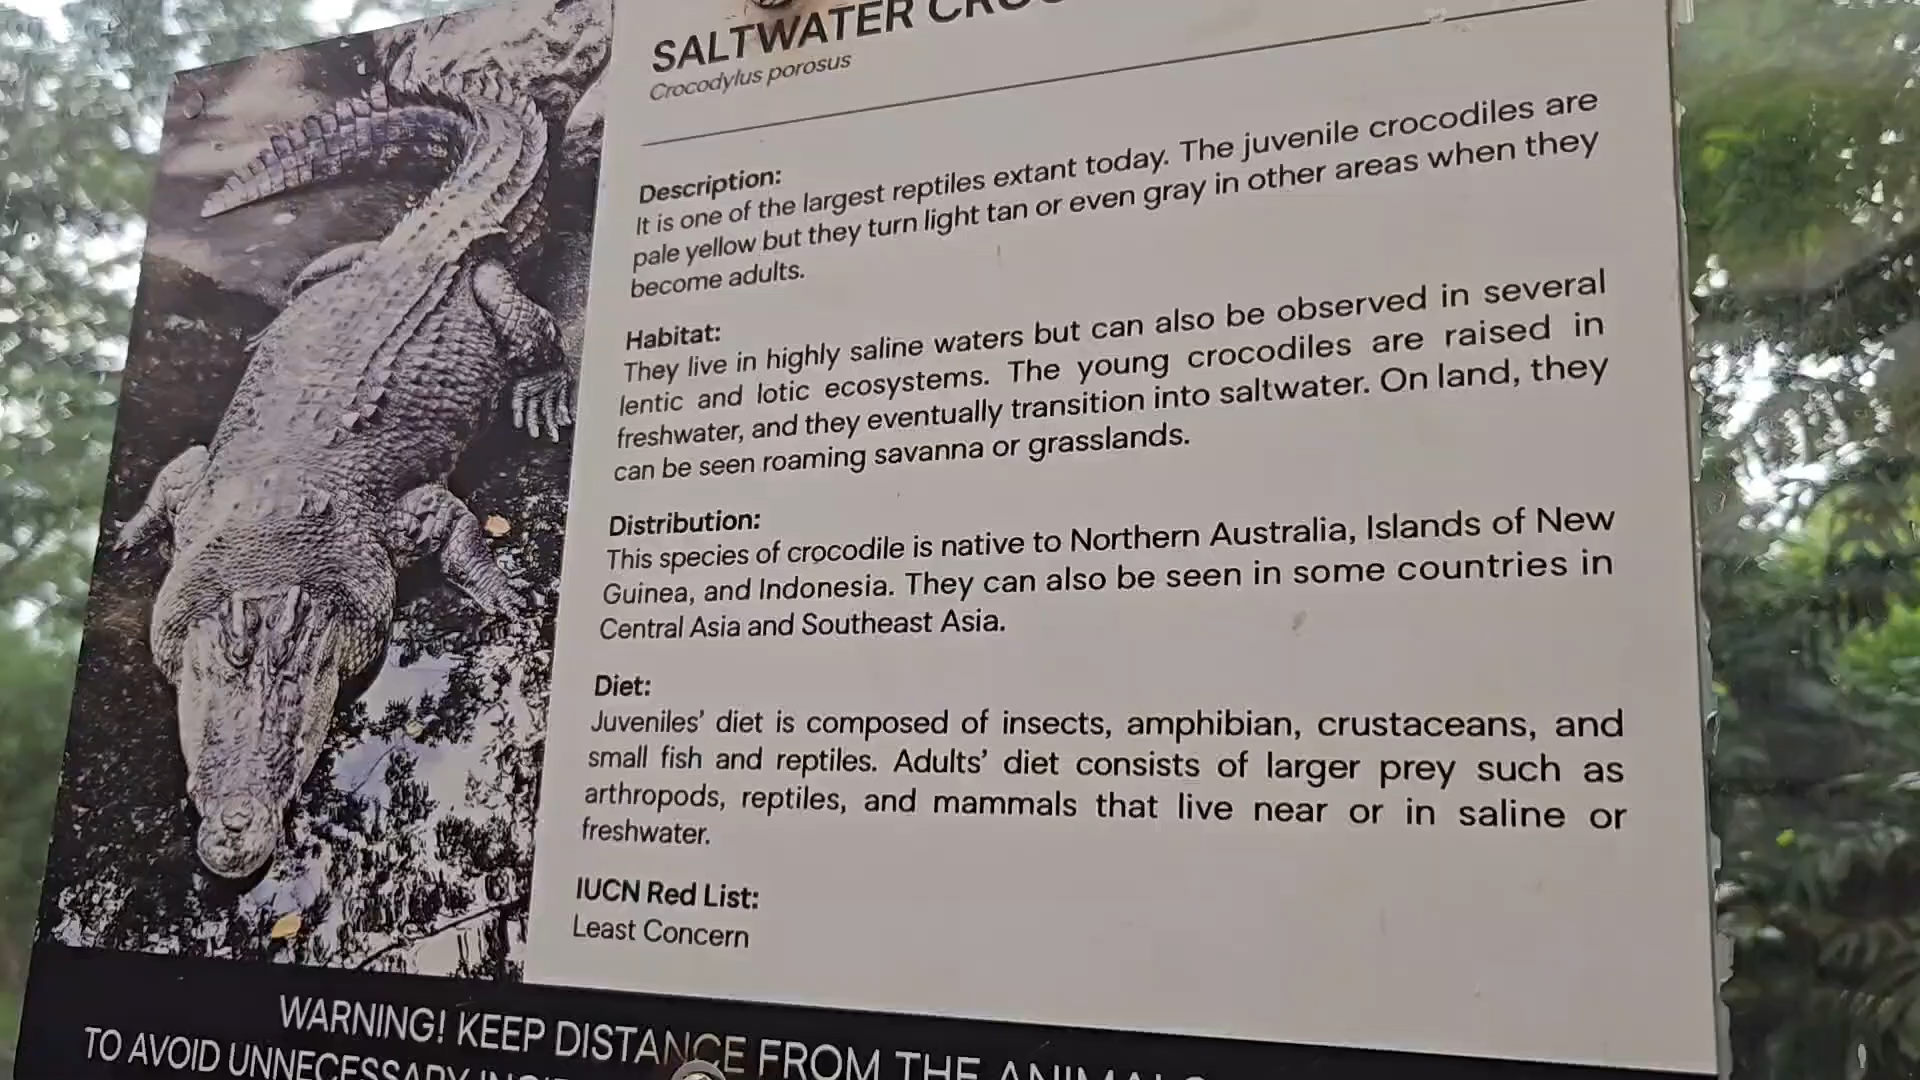 SALTWATER
Crocodylus porosus
Description:
It is one of the largest reptiles extant today. The juvenile crocodiles are
pale yellow but they turn light tan or even gray in other areas when they
become adults.
Habitat:
They live in highly saline waters but can also be observed in several
lentic and lotic ecosystems. The young crocodiles are raised in
freshwater, and they eventually transition into saltwater. On land, they
can be seen roaming savanna or grasslands.
Distribution:
This species of crocodile is native to Northern Australia, Islands of New
Guinea, and Indonesia. They can also be seen in some countries in
Central Asia and Southeast Asia.
Diet:
Juveniles’ diet is composed of insects, amphibian, crustaceans, and
small fish and reptiles. Adults’ diet consists of larger prey such as
arthropods, reptiles, and mammals that live near or in saline or
freshwater.
IUCN Red List:
Least Concern
WARNING! KEEP DISTANCE FROM THE ANIMALS
TO AVOID UNNECESSARY